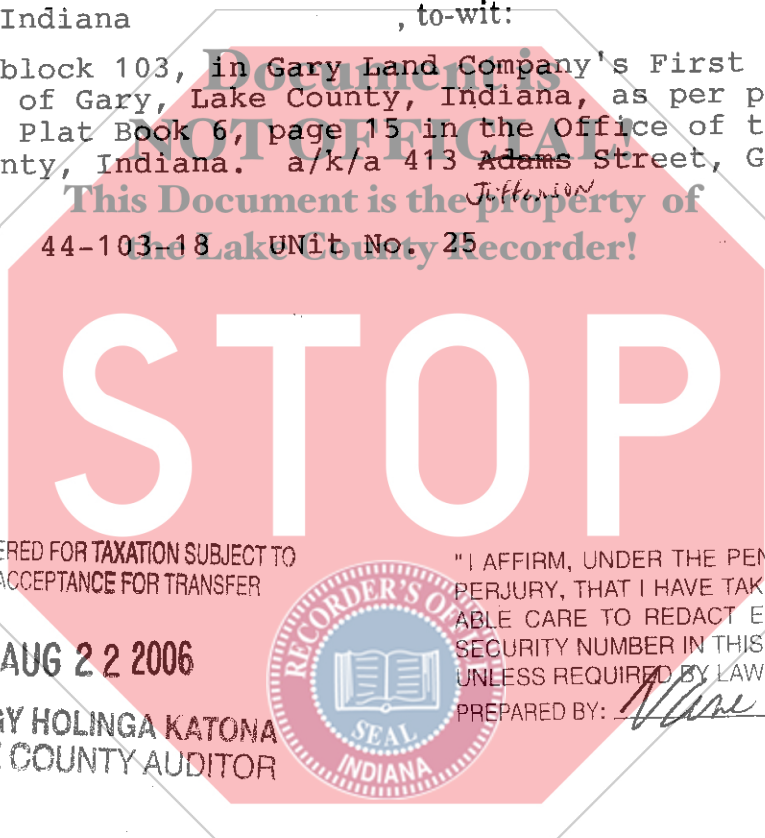 Indiana , to-wit:
block 103, in Gary Land Company's First
of Gary, Lake County, Indiana, as per p
Plat Book 6, page 15 in the Office of t
nty, Indiana. a/k/a 413 Adams Street, G
Jefferson
44-103-18 UNit No. 25
Document is
NOT OFFICIAL!
This Document is the property of
the Lake County Recorder!
STOP
ERED FOR TAXATION SUBJECT TO
ACCEPTANCE FOR TRANSFER
AUG 22 2006
GY HOLINGA KATONA
COUNTY AUDITOR
RECORDER'S OFFICE
SEAL
INDIANA
"I AFFIRM, UNDER THE PEN
PERJURY, THAT I HAVE TAK
ABLE CARE TO REDACT E
SECURITY NUMBER IN THIS
UNLESS REQUIRED BY LAW
PREPARED BY: